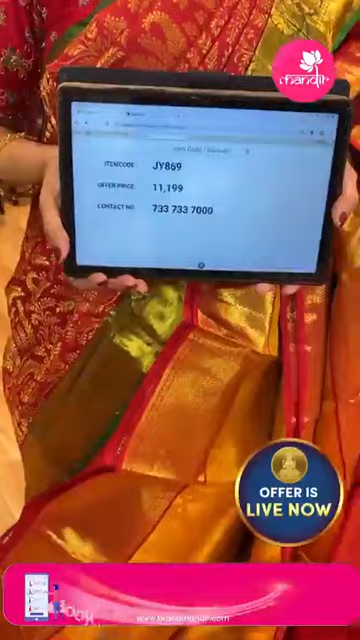 mandir
ITEMCODE JY869
OFFER PRICE 11,199
CONTACT NO 733 733 7000
OFFER IS
LIVE NOW
www.brandmandir.com